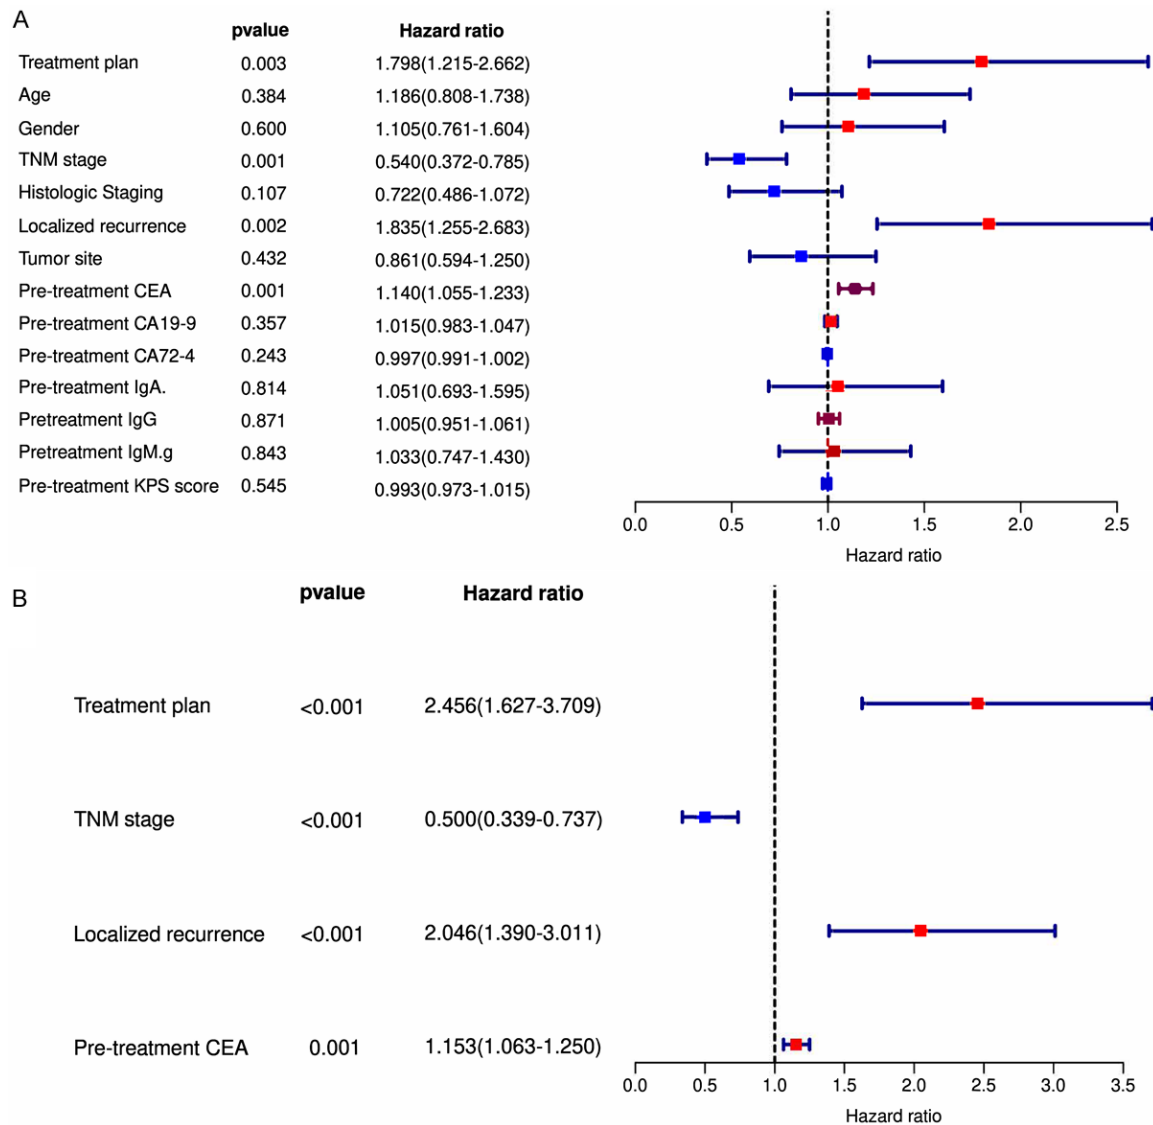 A
pvalue Hazard ratio
Treatment plan 0.003 1.798(1.215-2.662)
Age 0.384 1.186(0.808-1.738)
Gender 0.600 1.105(0.761-1.604)
TNM stage 0.001 0.540(0.372-0.785)
Histologic Staging 0.107 0.722(0.486-1.072)
Localized recurrence 0.002 1.835(1.255-2.683)
Tumor site 0.432 0.861(0.594-1.250)
Pre-treatment CEA 0.001 1.140(1.055-1.233)
Pre-treatment CA19-9 0.357 1.015(0.983-1.047)
Pre-treatment CA72-4 0.243 0.997(0.991-1.002)
Pre-treatment IgA. 0.814 1.051(0.693-1.595)
Pretreatment IgG 0.871 1.005(0.951-1.061)
Pretreatment IgM.g 0.843 1.033(0.747-1.430)
Pre-treatment KPS score 0.545 0.993(0.973-1.015)
0.0 0.5 1.0 1.5 2.0 2.5
Hazard ratio
B
pvalue Hazard ratio
Treatment plan <0.001 2.456(1.627-3.709)
TNM stage <0.001 0.500(0.339-0.737)
Localized recurrence <0.001 2.046(1.390-3.011)
Pre-treatment CEA 0.001 1.153(1.063-1.250)
0.0 0.5 1.0 1.5 2.0 2.5 3.0 3.5
Hazard ratio